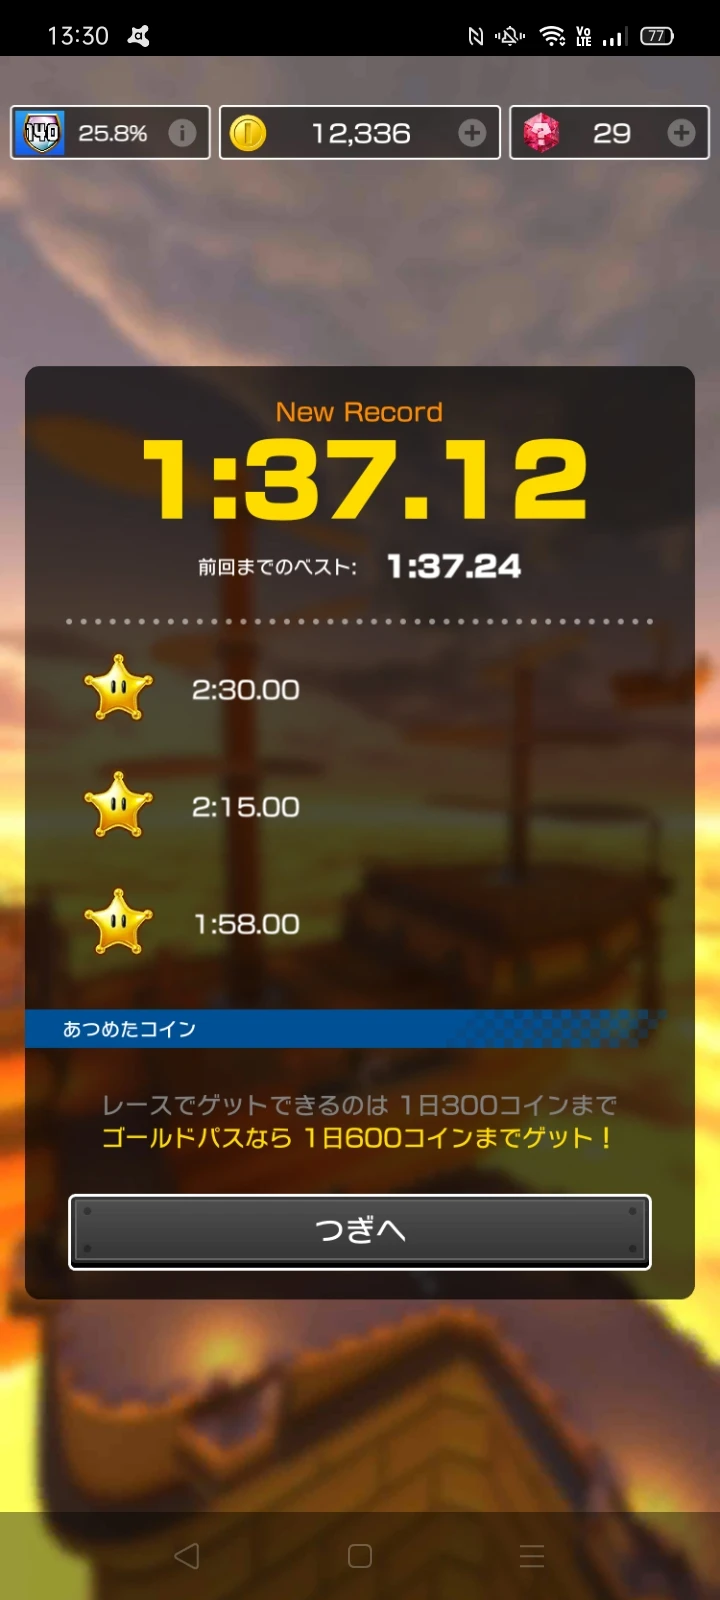 13:30
Vo LTE
77
140
25.8%
i
12,336
+
?
29
+
New Record
1:37.12
前回までのベスト: 1:37.24
2:30.00
2:15.00
1:58.00
あつめたコイン
レースでゲットできるのは 1日300コインまで
ゴールドパスなら 1日600コインまでゲット！
つぎへ